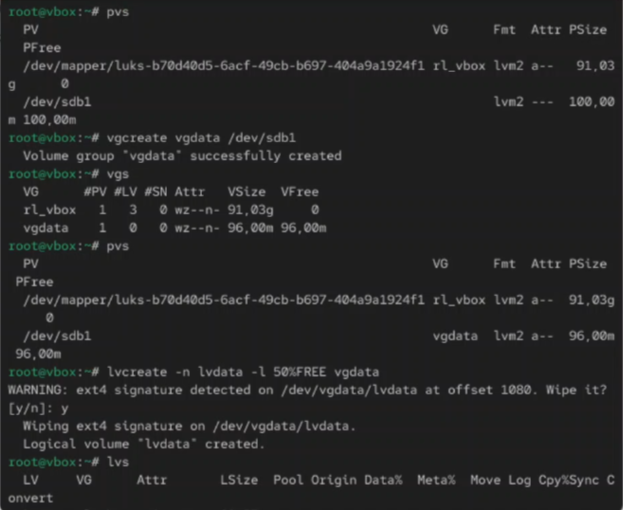 root@vbox:~# pvs
  PV                                                    VG      Fmt  Attr PSize
  PFree
  /dev/mapper/luks-b70d40d5-6acf-49cb-b697-404a9a1924f1 rl_vbox lvm2 a--   91,03
g      0
  /dev/sdb1                                                     lvm2 ---  100,00
m 100,00m
root@vbox:~# vgcreate vgdata /dev/sdb1
  Volume group "vgdata" successfully created
root@vbox:~# vgs
  VG      #PV #LV #SN Attr   VSize  VFree
  rl_vbox   1   3   0 wz--n- 91,03g     0
  vgdata    1   0   0 wz--n- 96,00m 96,00m
root@vbox:~# pvs
  PV                                                    VG      Fmt  Attr PSize
 PFree
  /dev/mapper/luks-b70d40d5-6acf-49cb-b697-404a9a1924f1 rl_vbox lvm2 a--  91,03g
     0
  /dev/sdb1                                             vgdata  lvm2 a--  96,00m
 96,00m
root@vbox:~# lvcreate -n lvdata -l 50%FREE vgdata
WARNING: ext4 signature detected on /dev/vgdata/lvdata at offset 1080. Wipe it?
[y/n]: y
  Wiping ext4 signature on /dev/vgdata/lvdata.
  Logical volume "lvdata" created.
root@vbox:~# lvs
  LV     VG      Attr       LSize  Pool Origin Data%  Meta%  Move Log Cpy%Sync C
onvert